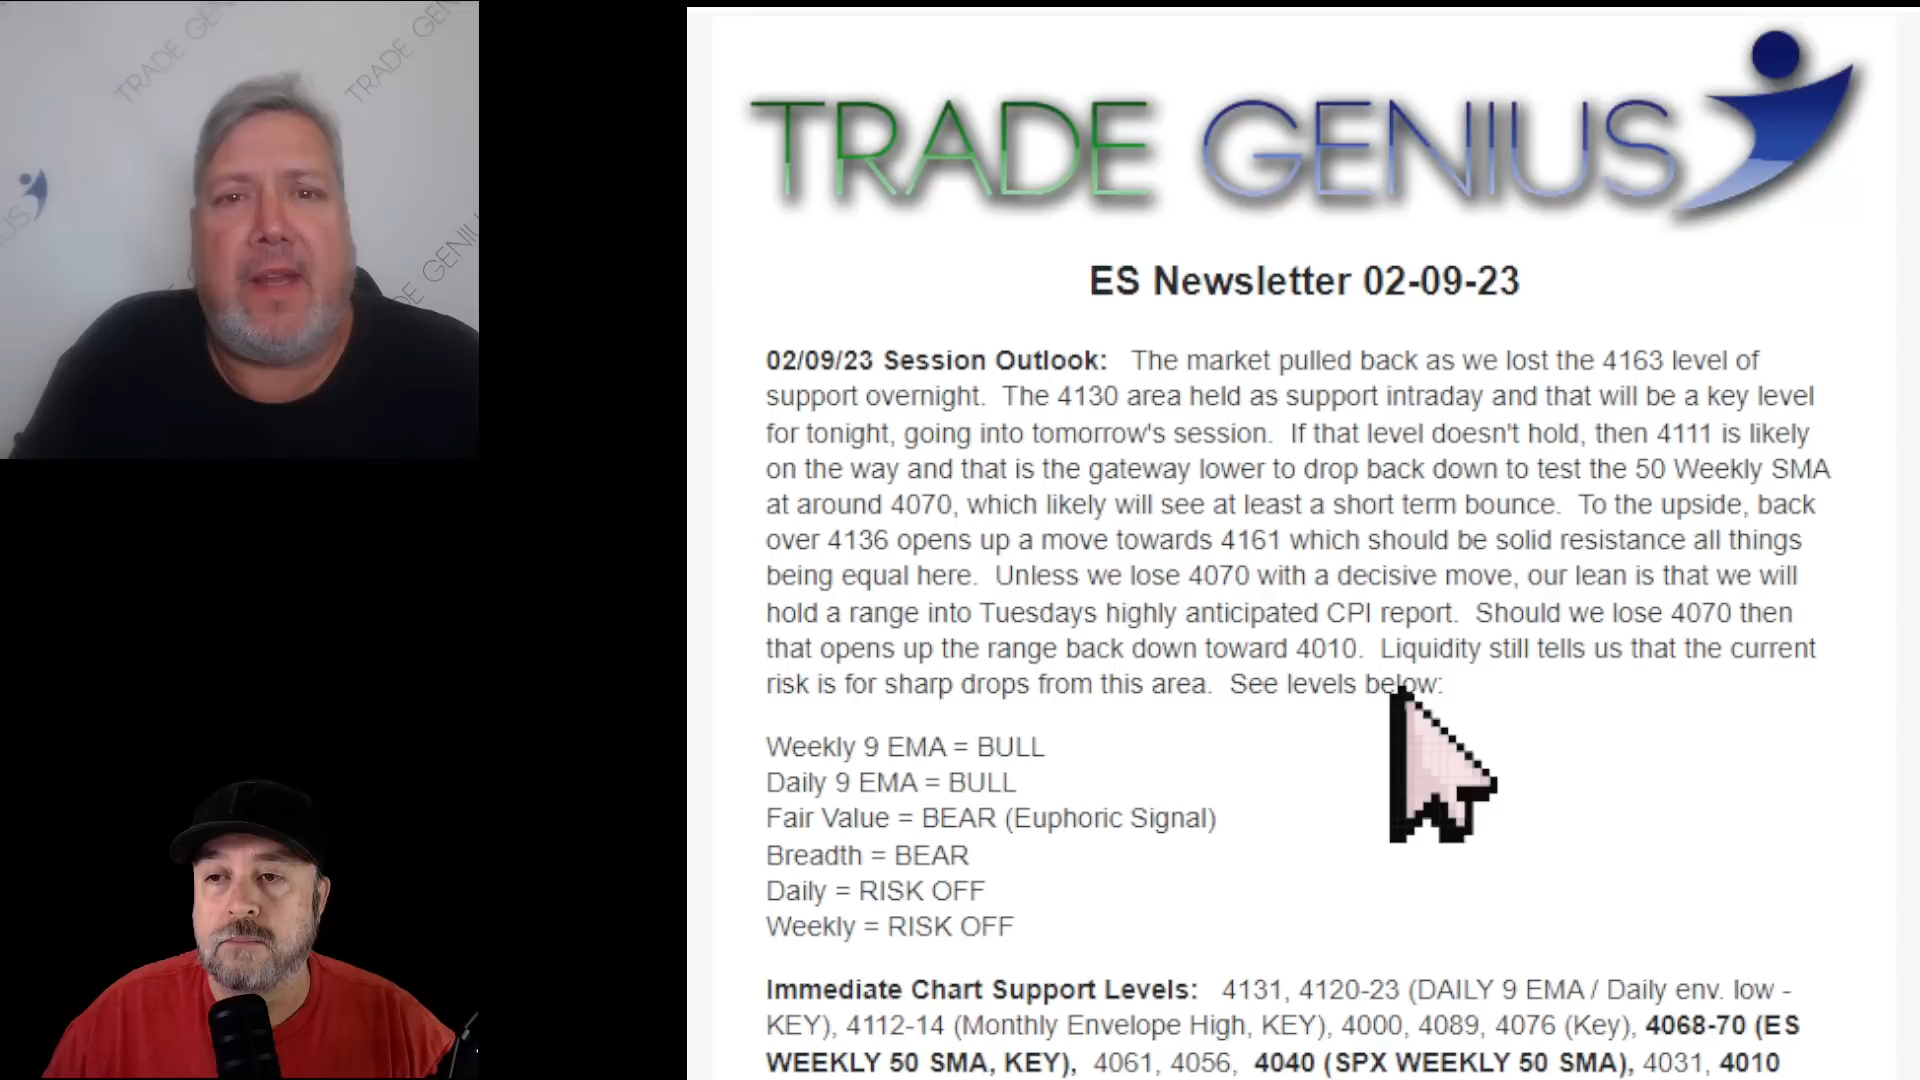 TRADE GENIUS
TRADE GENIUS
ES Newsletter 02-09-23
02/09/23 Session Outlook: The market pulled back as we lost the 4163 level of
support overnight. The 4130 area held as support intraday and that will be a key level
for tonight, going into tomorrow's session. If that level doesn't hold, then 4111 is likely
on the way and that is the gateway lower to drop back down to test the 50 Weekly SMA
at around 4070, which likely will see at least a short term bounce. To the upside, back
over 4136 opens up a move towards 4161 which should be solid resistance all things
being equal here. Unless we lose 4070 with a decisive move, our lean is that we will
hold a range into Tuesdays highly anticipated CPI report. Should we lose 4070 then
that opens up the range back down toward 4010. Liquidity still tells us that the current
risk is for sharp drops from this area. See levels below:
Weekly 9 EMA = BULL
Daily 9 EMA = BULL
Fair Value = BEAR (Euphoric Signal)
Breadth = BEAR
Daily = RISK OFF
Weekly = RISK OFF
Immediate Chart Support Levels: 4131, 4120-23 (DAILY 9 EMA / Daily env. low -
KEY), 4112-14 (Monthly Envelope High, KEY), 4000, 4089, 4076 (Key), 4068-70 (ES
WEEKLY 50 SMA, KEY), 4061, 4056, 4040 (SPX WEEKLY 50 SMA), 4031, 4010